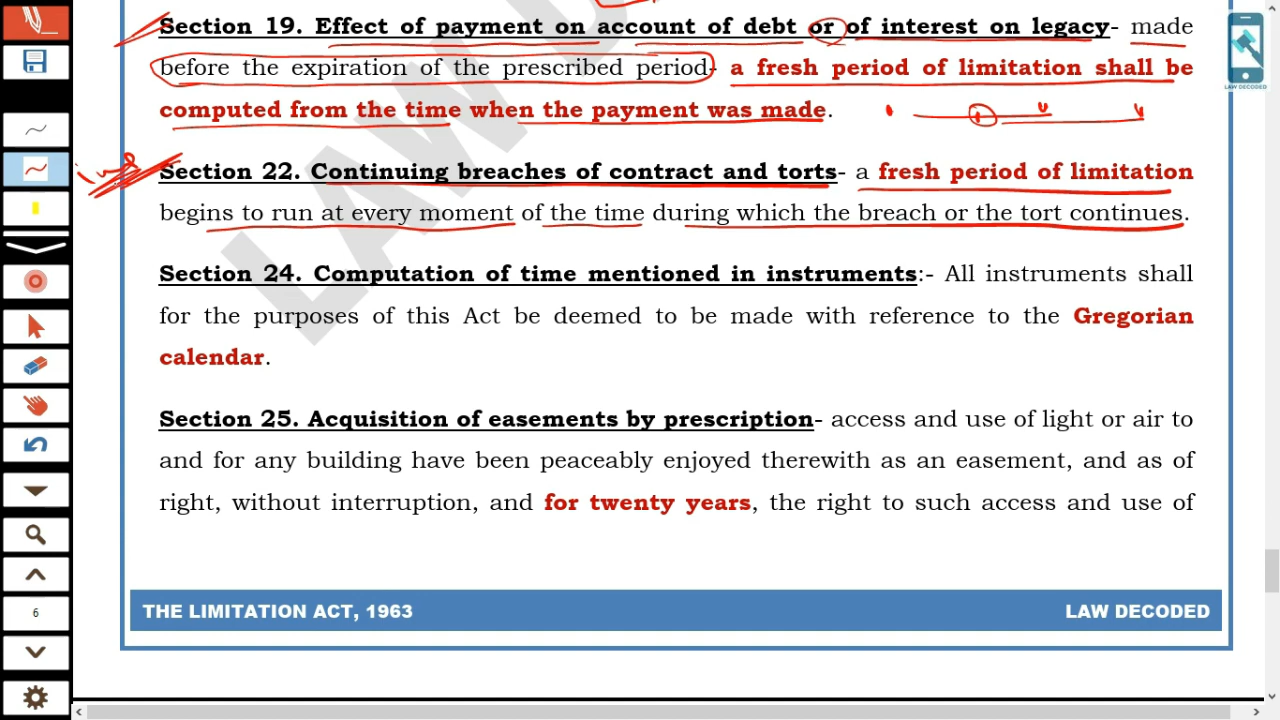 Section 19. Effect of payment on account of debt or of interest on legacy- made
before the expiration of the prescribed period- a fresh period of limitation shall be
computed from the time when the payment was made.
LAW DECODED
imp
Section 22. Continuing breaches of contract and torts- a fresh period of limitation
begins to run at every moment of the time during which the breach or the tort continues.
Section 24. Computation of time mentioned in instruments:- All instruments shall
for the purposes of this Act be deemed to be made with reference to the Gregorian
calendar.
Section 25. Acquisition of easements by prescription- access and use of light or air to
and for any building have been peaceably enjoyed therewith as an easement, and as of
right, without interruption, and for twenty years, the right to such access and use of
6
THE LIMITATION ACT, 1963 LAW DECODED
LAW D